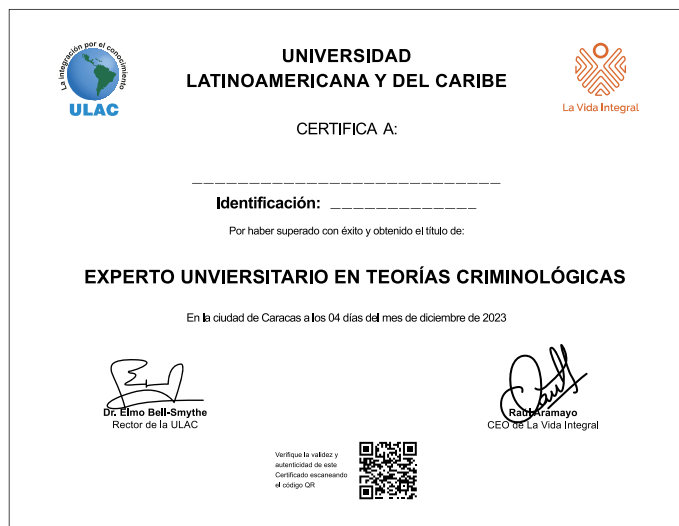 La integración por el conocimiento
ULAC
UNIVERSIDAD
LATINOAMERICANA Y DEL CARIBE
La Vida Integral
CERTIFICA A:
___________________________
Identificación: _____________
Por haber superado con éxito y obtenido el título de:
EXPERTO UNVIERSITARIO EN TEORÍAS CRIMINOLÓGICAS
En la ciudad de Caracas a los 04 días del mes de diciembre de 2023
Dr. Elmo Bell-Smythe
Rector de la ULAC
Raúl Aramayo
CEO de La Vida Integral
Verifique la validez y
autenticidad de este
Certificado escaneando
el código QR